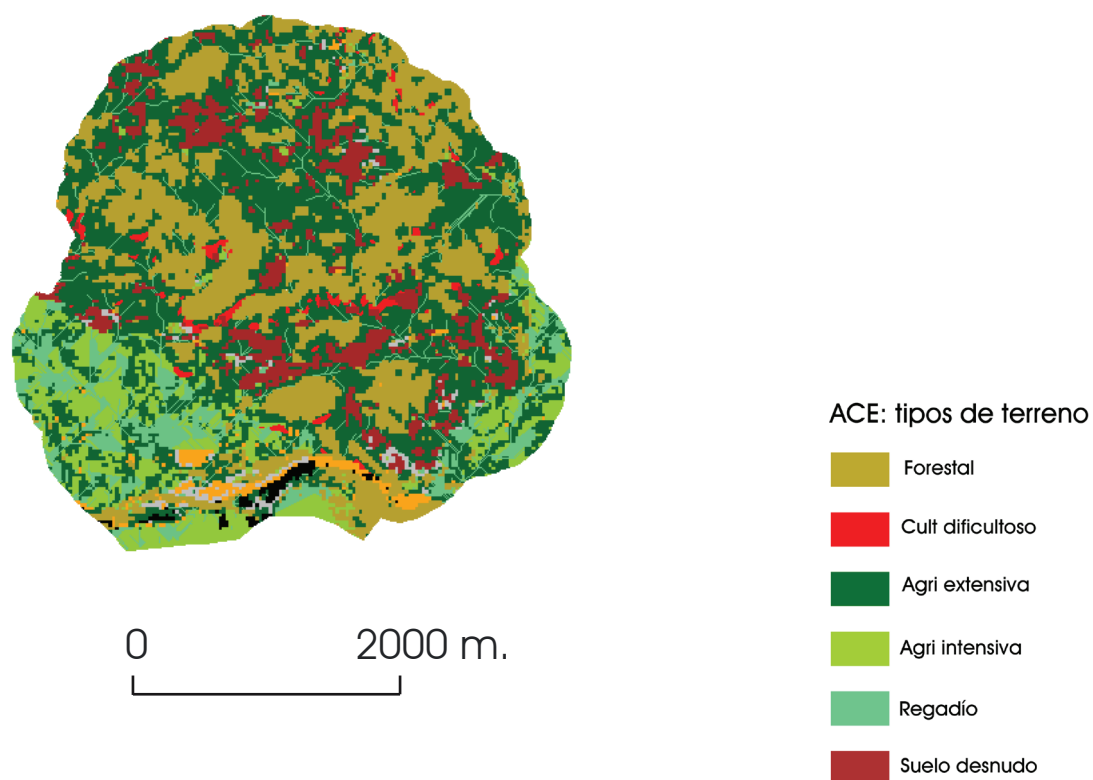 ACE: tipos de terreno
Forestal
Cult dificultoso
Agri extensiva
0 2000 m.
Agri intensiva
Regadío
Suelo desnudo